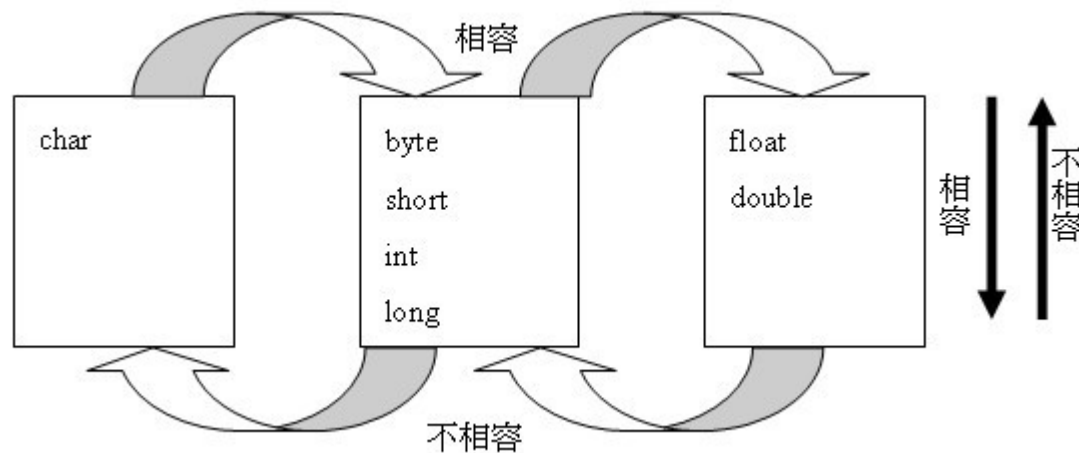 相容
char
byte
short
int
long
float
double
相容
不相容
不相容